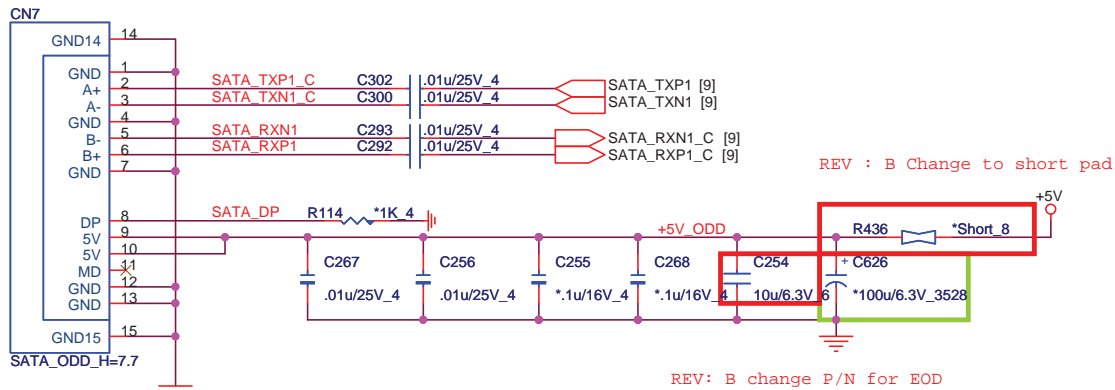 CN7
GND14 14
GND 1
A+ 2 SATA_TXP1_C C302 .01u/25V_4 SATA_TXP1 [9]
A- 3 SATA_TXN1_C C300 .01u/25V_4 SATA_TXN1 [9]
GND 4
B- 5 SATA_RXN1 C293 .01u/25V_4 SATA_RXN1_C [9]
B+ 6 SATA_RXP1 C292 .01u/25V_4 SATA_RXP1_C [9]
GND 7
REV : B Change to short pad
+5V
DP 8 SATA_DP R114 *1K_4
5V 9 +5V_ODD R436 *Short_8
5V 10
MD 11
C267 C256 C255 C268 C254 + C626
GND 12
.01u/25V_4 .01u/25V_4 *.1u/16V_4 *.1u/16V_4 10u/6.3V_6 *100u/6.3V_3528
GND 13
GND15 15
SATA_ODD_H=7.7
REV: B change P/N for EOD